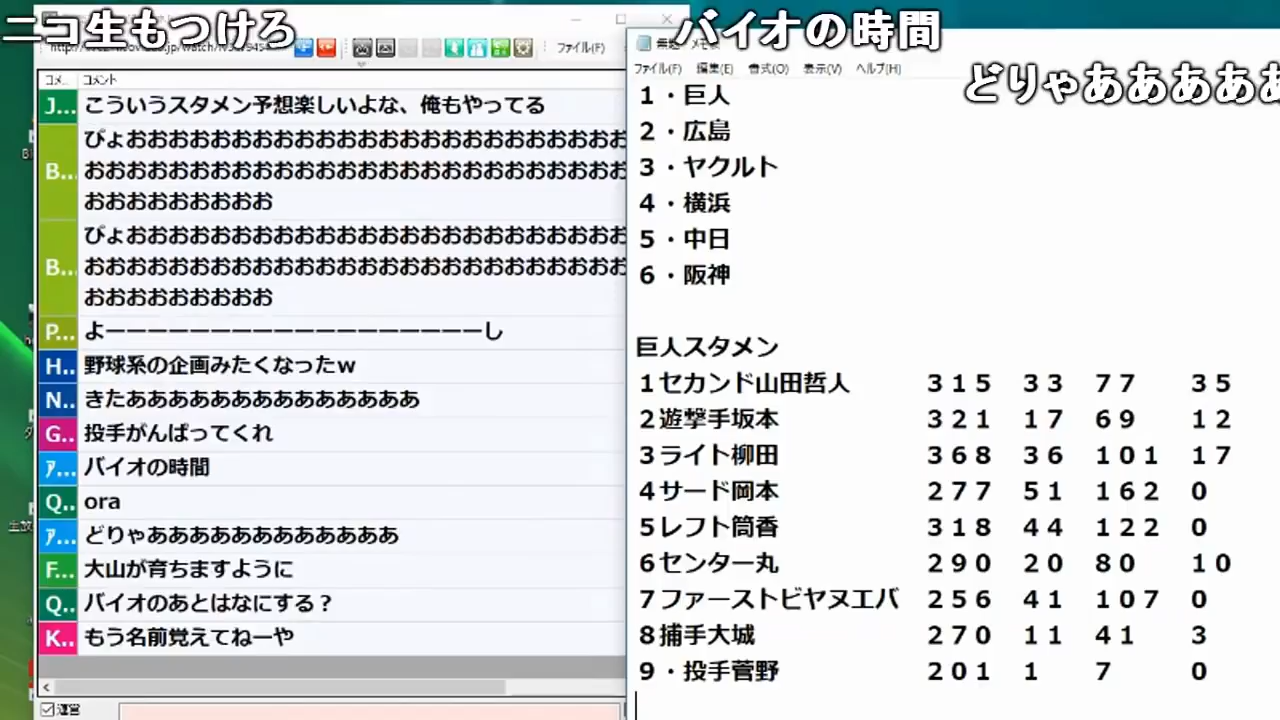 ニコ生もつけろ
バイオの時間
どりゃあああああ
ファイル(F)
コメ.. コメント
J... こういうスタメン予想楽しいよな、俺もやってる
B... ぴょおおおおおおおおおおおおおおおおおおおおおおおお
おおおおおおおおおおおおおおおおおおおおおおおおおお
おおおおおおおおお
B... ぴょおおおおおおおおおおおおおおおおおおおおおおおお
おおおおおおおおおおおおおおおおおおおおおおおおおお
おおおおおおおおお
P... よーーーーーーーーーーーーーーーーーーし
H.. 野球系の企画みたくなったw
N.. きたああああああああああああああ
G.. 投手がんばってくれ
ｱ... バイオの時間
Q.. ora
ｱ... どりゃああああああああああああ
F... 大山が育ちますように
Q.. バイオのあとはなにする？
K.. もう名前覚えてねーや
運営
無題 - メモ帳
ファイル(F) 編集(E) 書式(O) 表示(V) ヘルプ(H)
１・巨人
２・広島
３・ヤクルト
４・横浜
５・中日
６・阪神
巨人スタメン
１セカンド山田哲人 ３１５ ３３ ７７ ３５
２遊撃手坂本 ３２１ １７ ６９ １２
３ライト柳田 ３６８ ３６ １０１ １７
４サード岡本 ２７７ ５１ １６２ ０
５レフト筒香 ３１８ ４４ １２２ ０
６センター丸 ２９０ ２０ ８０ １０
７ファーストビヤヌエバ ２５６ ４１ １０７ ０
８捕手大城 ２７０ １１ ４１ ３
９・投手菅野 ２０１ １ ７ ０